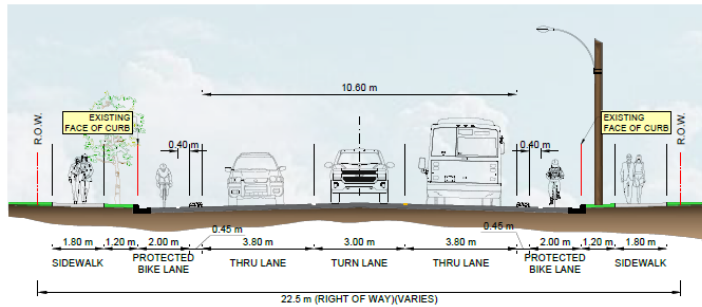 10.60 m
R.O.W.
EXISTING
FACE OF CURB
EXISTING
FACE OF CURB
R.O.W.
0.40 m
0.40 m
0.45 m
0.45 m
1.80 m
1.20 m
2.00 m
3.80 m
3.00 m
3.80 m
2.00 m
1.20 m
1.80 m
SIDEWALK
PROTECTED
BIKE LANE
THRU LANE
TURN LANE
THRU LANE
PROTECTED
BIKE LANE
SIDEWALK
22.5 m (RIGHT OF WAY)(VARIES)